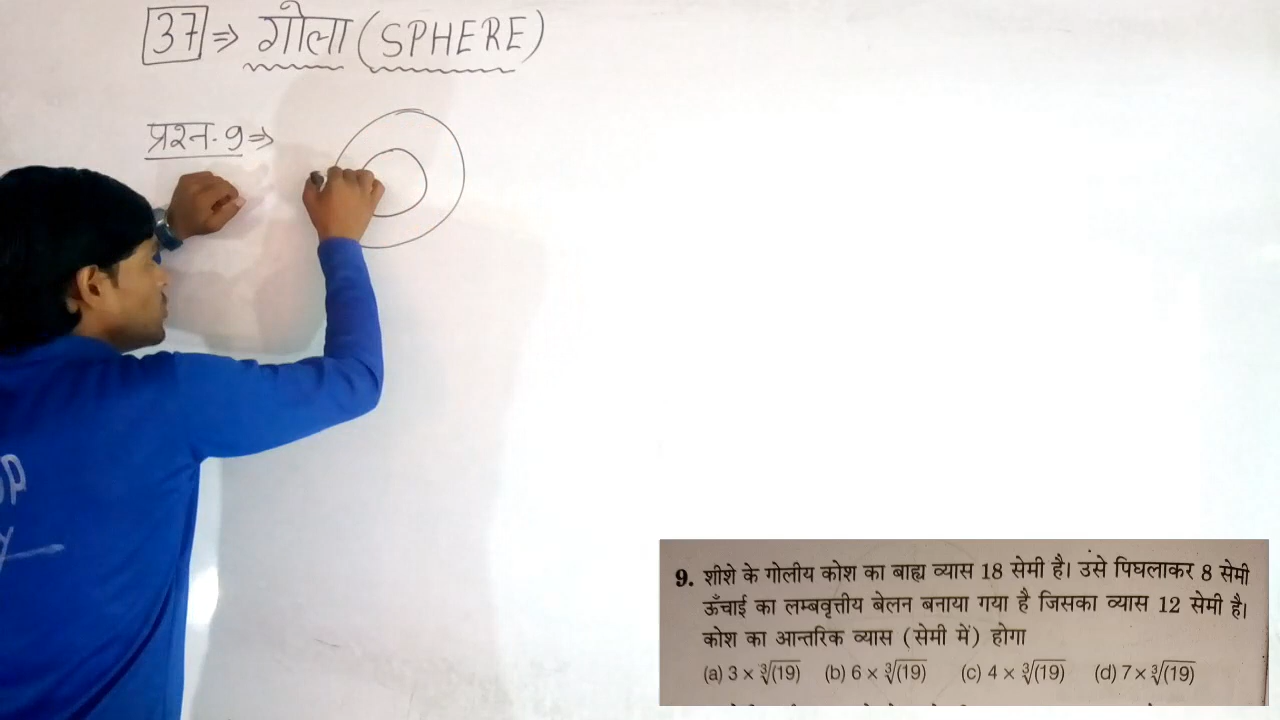 37 ⇒ गोला (SPHERE)
प्रश्न. 9 ⇒
9. शीशे के गोलीय कोश का बाह्य व्यास 18 सेमी है। उसे पिघलाकर 8 सेमी
ऊँचाई का लम्बवृत्तीय बेलन बनाया गया है जिसका व्यास 12 सेमी है।
कोश का आन्तरिक व्यास (सेमी में) होगा
(a) 3 × ∛(19) (b) 6 × ∛(19) (c) 4 × ∛(19) (d) 7 × ∛(19)